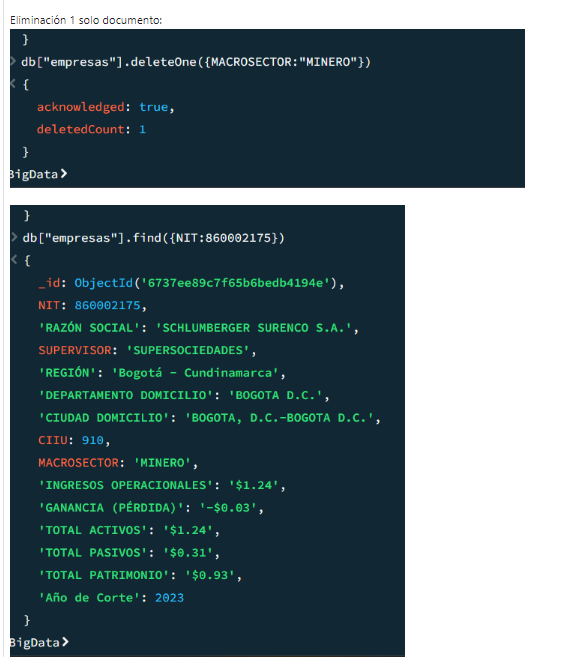 Eliminación 1 solo documento:
}
> db["empresas"].deleteOne({MACROSECTOR:"MINERO"})
< {
acknowledged: true,
deletedCount: 1
}
BigData>
}
> db["empresas"].find({NIT:860002175})
< {
_id: ObjectId('6737ee89c7f65b6bedb4194e'),
NIT: 860002175,
'RAZÓN SOCIAL': 'SCHLUMBERGER SURENCO S.A.',
SUPERVISOR: 'SUPERSOCIEDADES',
'REGIÓN': 'Bogotá - Cundinamarca',
'DEPARTAMENTO DOMICILIO': 'BOGOTA D.C.',
'CIUDAD DOMICILIO': 'BOGOTA, D.C.-BOGOTA D.C.',
CIIU: 910,
MACROSECTOR: 'MINERO',
'INGRESOS OPERACIONALES': '$1.24',
'GANANCIA (PÉRDIDA)': '-$0.03',
'TOTAL ACTIVOS': '$1.24',
'TOTAL PASIVOS': '$0.31',
'TOTAL PATRIMONIO': '$0.93',
'Año de Corte': 2023
}
BigData>